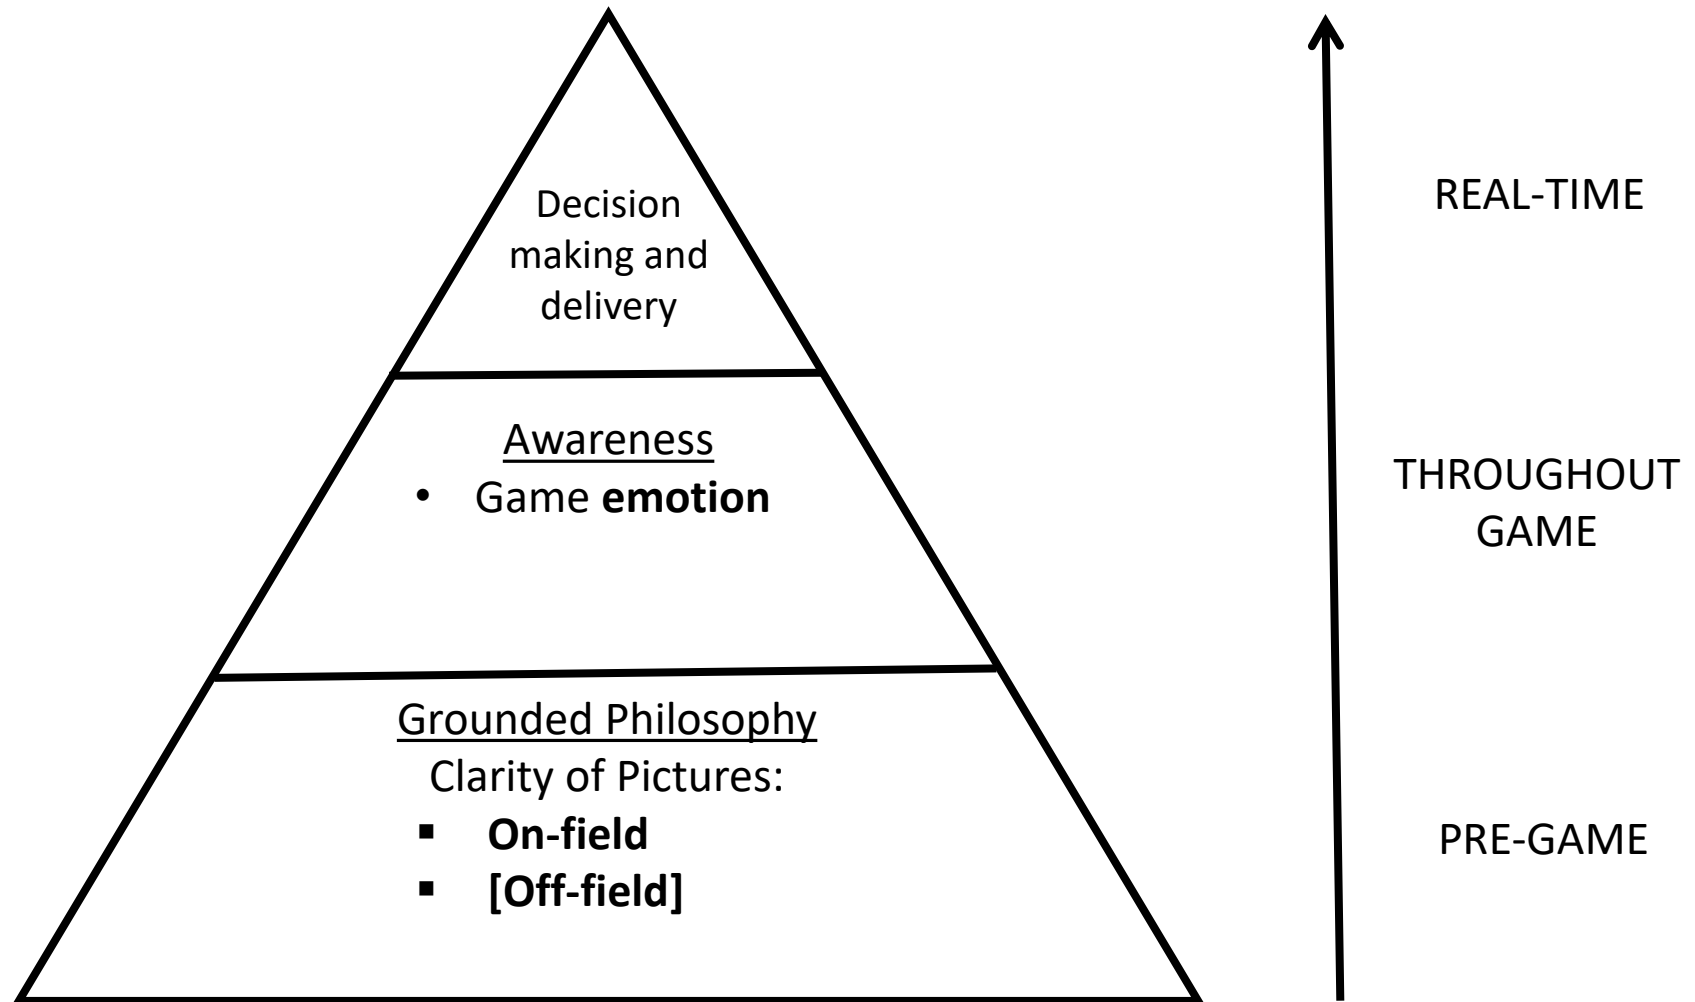 Decision
making and
delivery
REAL-TIME
Awareness
• Game emotion
THROUGHOUT
GAME
Grounded Philosophy
Clarity of Pictures:
▪ On-field
▪ [Off-field]
PRE-GAME